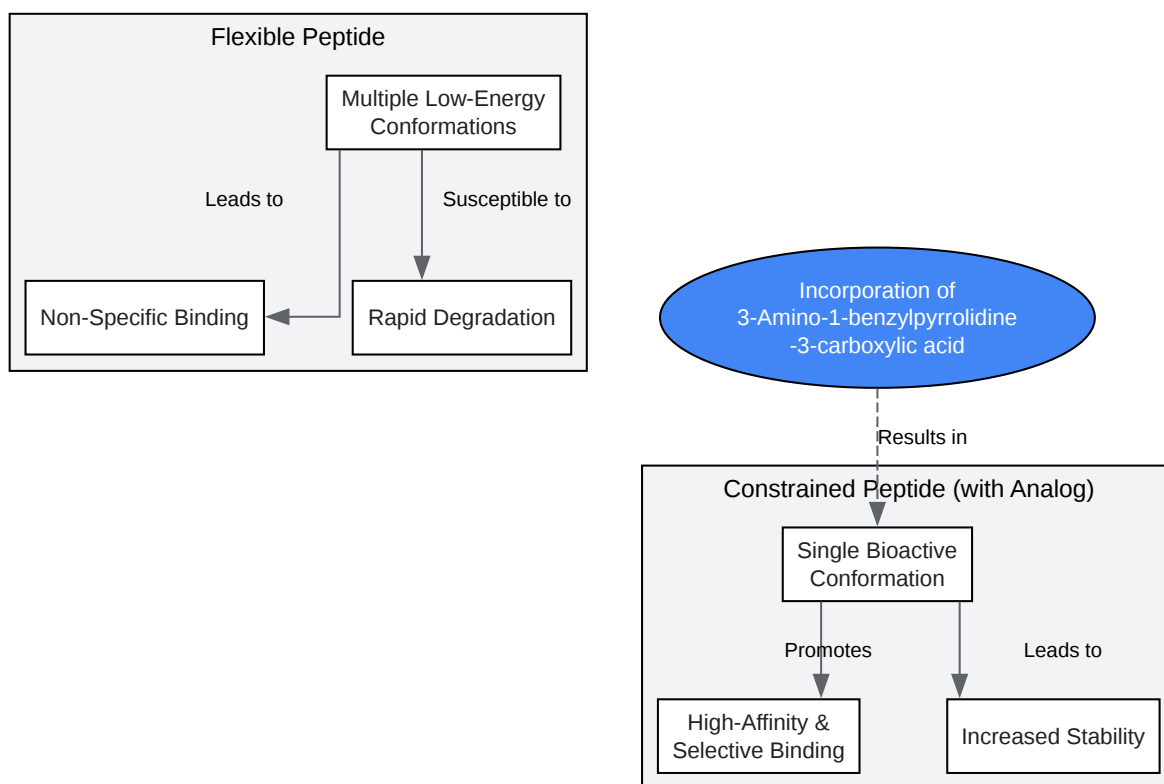 Flexible Peptide
Multiple Low-Energy
Conformations
Leads to
Susceptible to
Non-Specific Binding
Rapid Degradation
Incorporation of
3-Amino-1-benzylpyrrolidine
-3-carboxylic acid
Results in
Constrained Peptide (with Analog)
Single Bioactive
Conformation
Promotes
Leads to
High-Affinity &
Selective Binding
Increased Stability